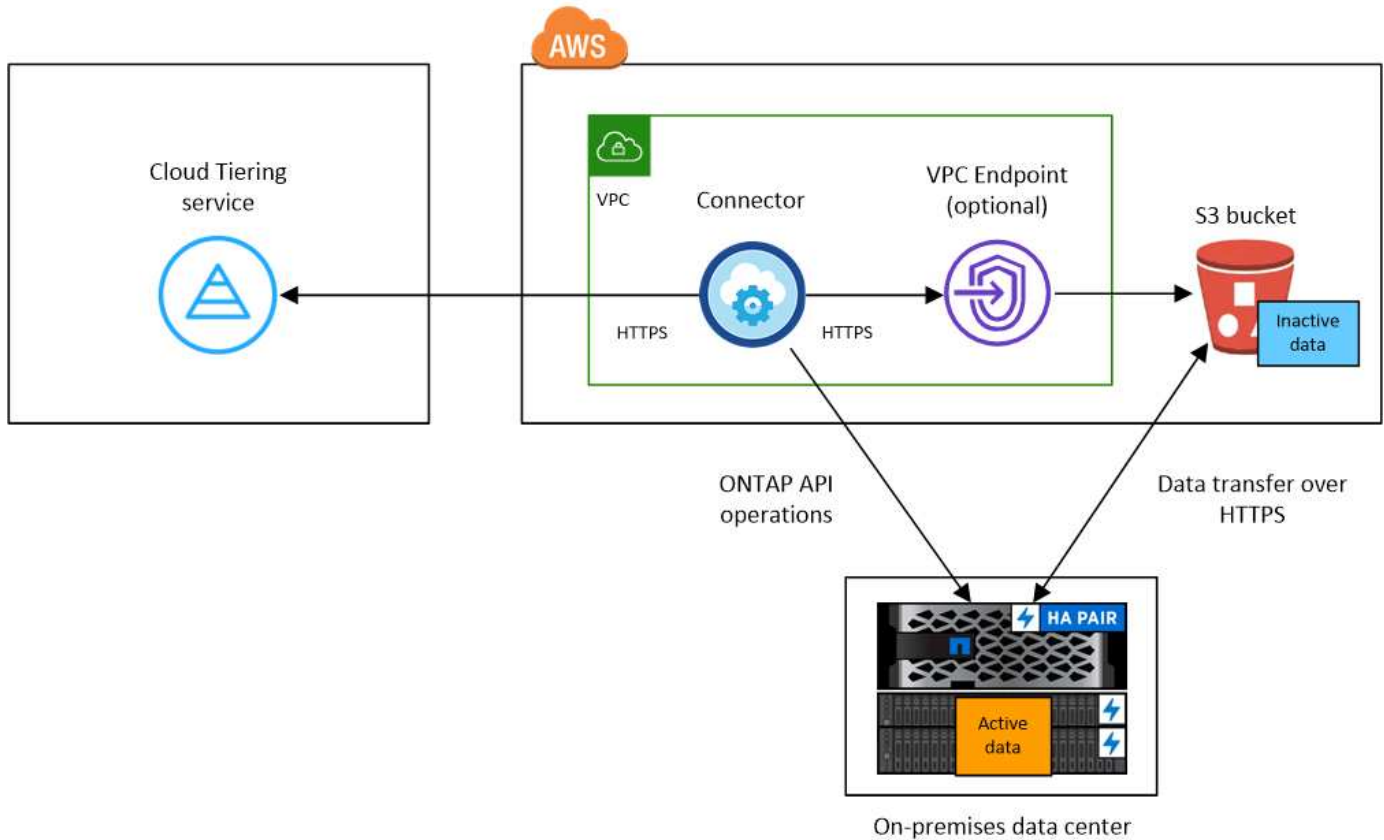 AWS
Cloud Tiering
service
VPC
Connector
VPC Endpoint
(optional)
S3 bucket
HTTPS
HTTPS
Inactive
data
ONTAP API
operations
Data transfer over
HTTPS
HA PAIR
Active
data
On-premises data center